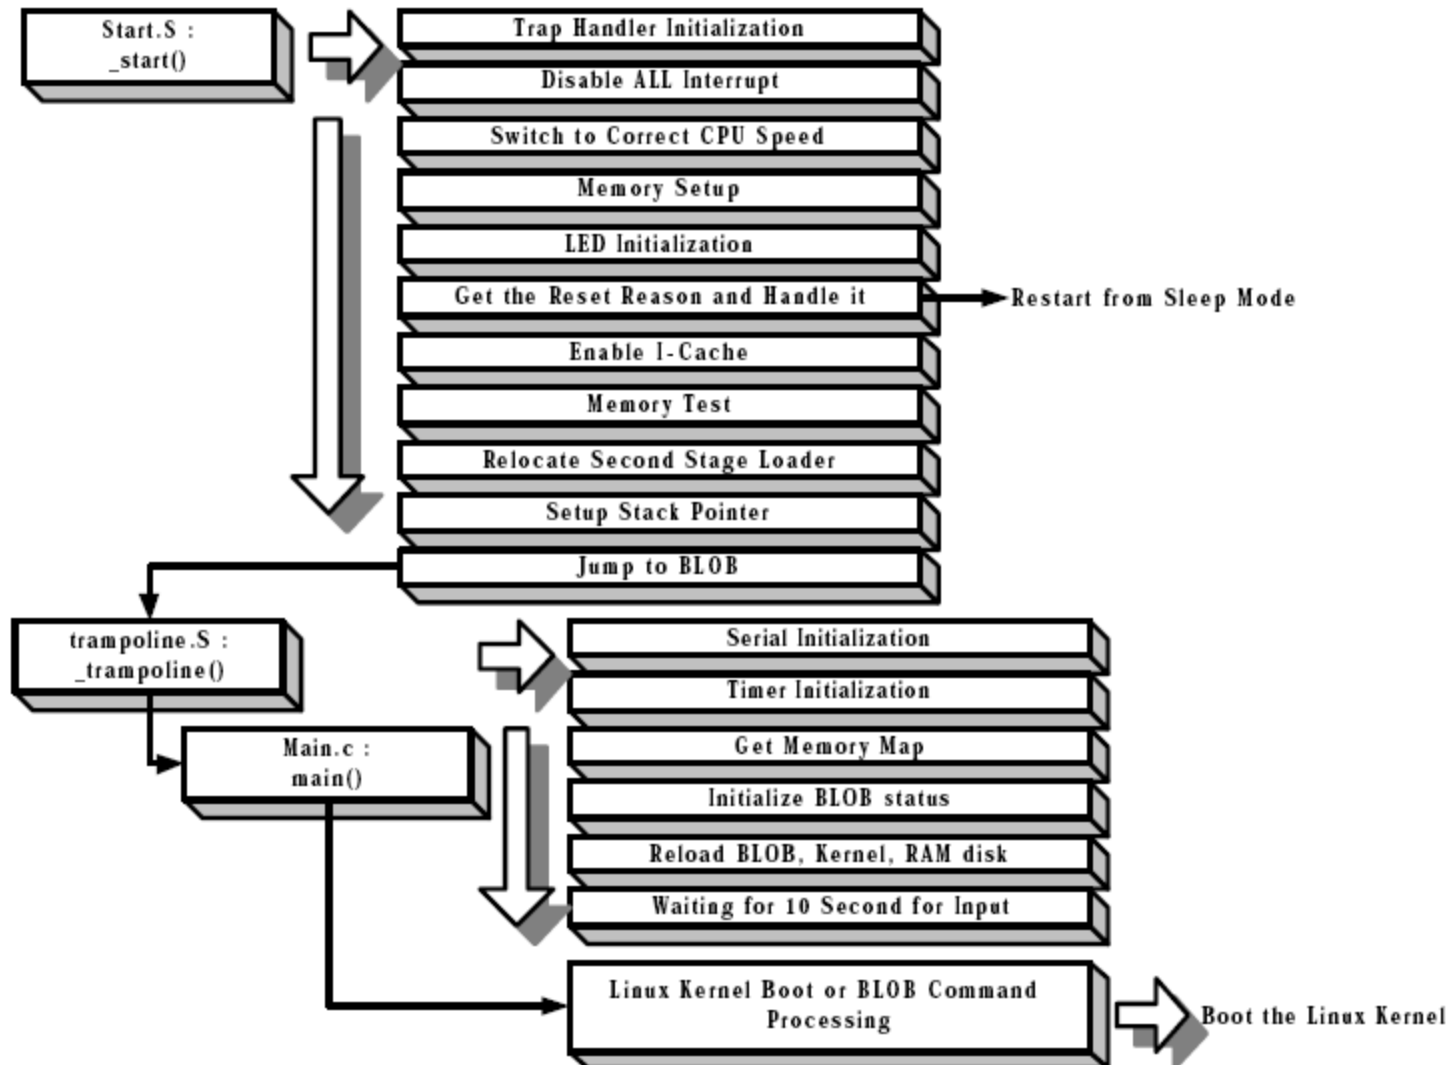 Start.S :
_start()
Trap Handler Initialization
Disable ALL Interrupt
Switch to Correct CPU Speed
Memory Setup
LED Initialization
Get the Reset Reason and Handle it
Restart from Sleep Mode
Enable I-Cache
Memory Test
Relocate Second Stage Loader
Setup Stack Pointer
Jump to BLOB
trampoline.S :
_trampoline()
Main.c :
main()
Serial Initialization
Timer Initialization
Get Memory Map
Initialize BLOB status
Reload BLOB, Kernel, RAM disk
Waiting for 10 Second for Input
Linux Kernel Boot or BLOB Command
Processing
Boot the Linux Kernel